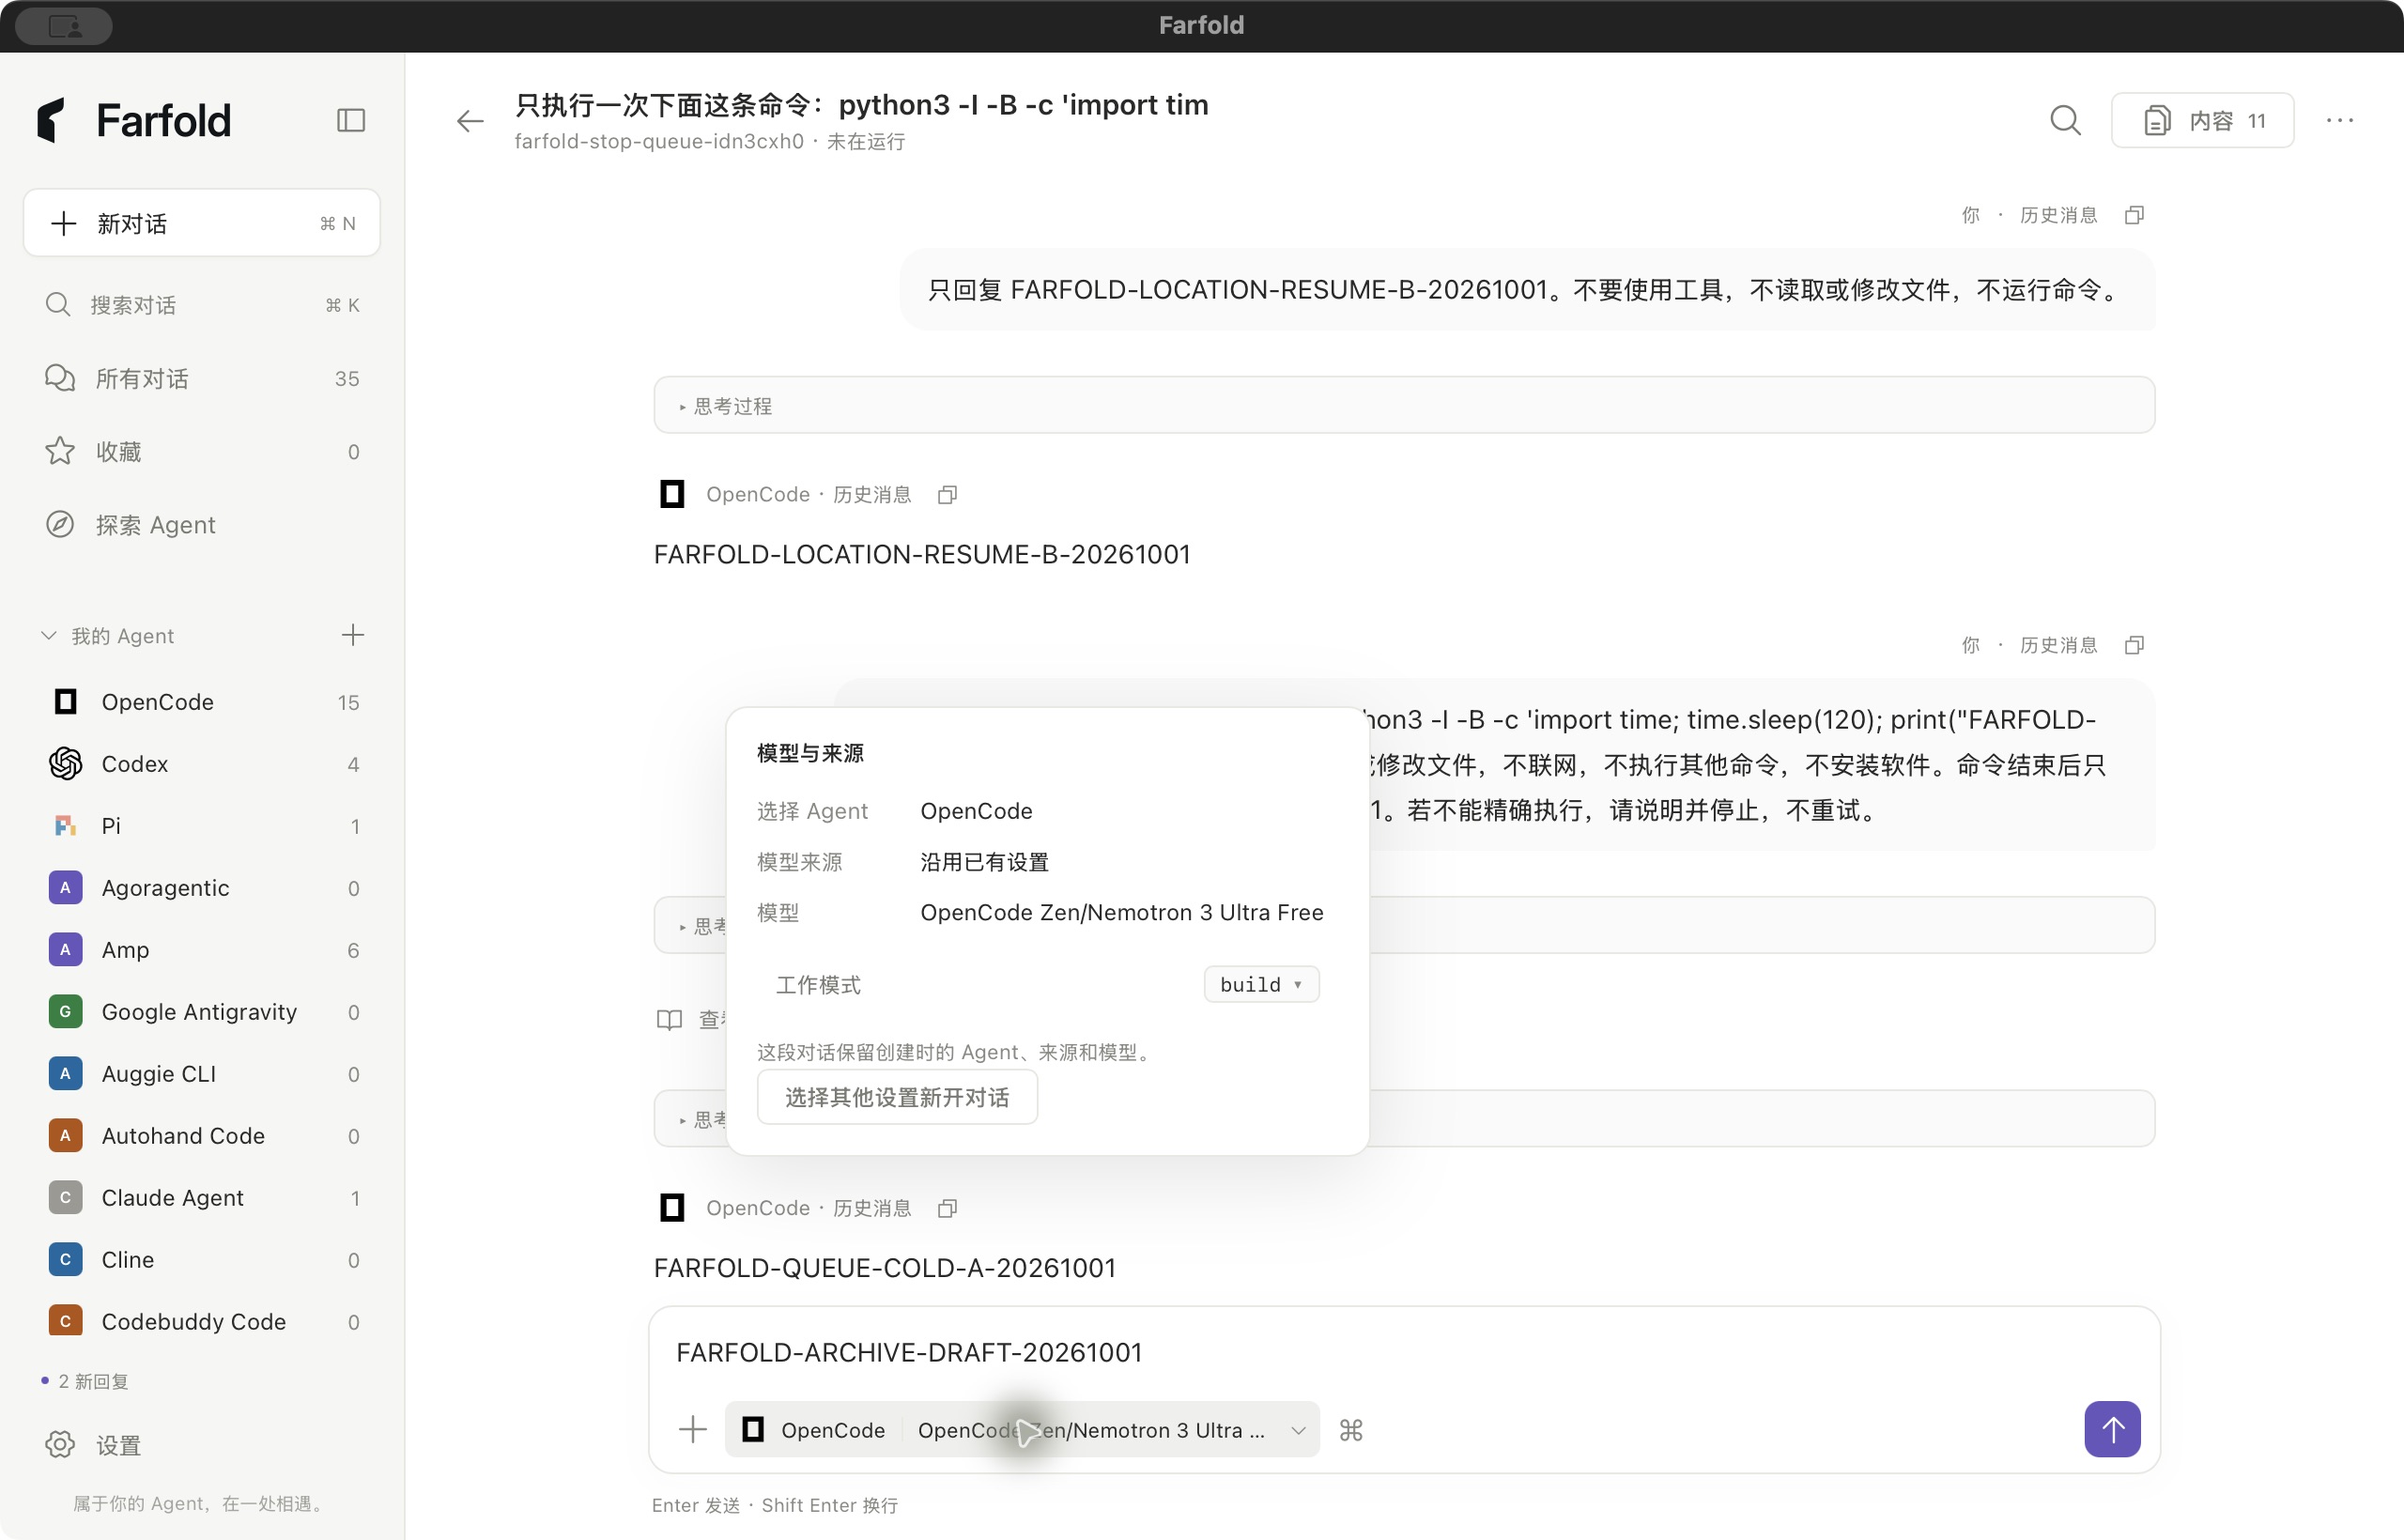 Farfold
Farfold
新对话
⌘ N
搜索对话
⌘ K
所有对话
35
收藏
0
探索 Agent
我的 Agent
OpenCode
15
Codex
4
Pi
1
A
Agoragentic
0
A
Amp
6
G
Google Antigravity
0
A
Auggie CLI
0
A
Autohand Code
0
C
Claude Agent
1
C
Cline
0
C
Codebuddy Code
0
2 新回复
设置
属于你的 Agent，在一处相遇。
只执行一次下面这条命令：python3 -I -B -c 'import tim
farfold-stop-queue-idn3cxh0 · 未在运行
内容 11
你 · 历史消息
只回复 FARFOLD-LOCATION-RESUME-B-20261001。不要使用工具，不读取或修改文件，不运行命令。
思考过程
OpenCode · 历史消息
FARFOLD-LOCATION-RESUME-B-20261001
你 · 历史消息
hon3 -I -B -c 'import time; time.sleep(120); print("FARFOLD-
修改文件，不联网，不执行其他命令，不安装软件。命令结束后只
1。若不能精确执行，请说明并停止，不重试。
思
模型与来源
选择 Agent
OpenCode
模型来源
沿用已有设置
模型
OpenCode Zen/Nemotron 3 Ultra Free
工作模式
build
这段对话保留创建时的 Agent、来源和模型。
选择其他设置新开对话
查
思
OpenCode · 历史消息
FARFOLD-QUEUE-COLD-A-20261001
FARFOLD-ARCHIVE-DRAFT-20261001
OpenCode
OpenCode Zen/Nemotron 3 Ultra ...
⌘
Enter 发送 · Shift Enter 换行